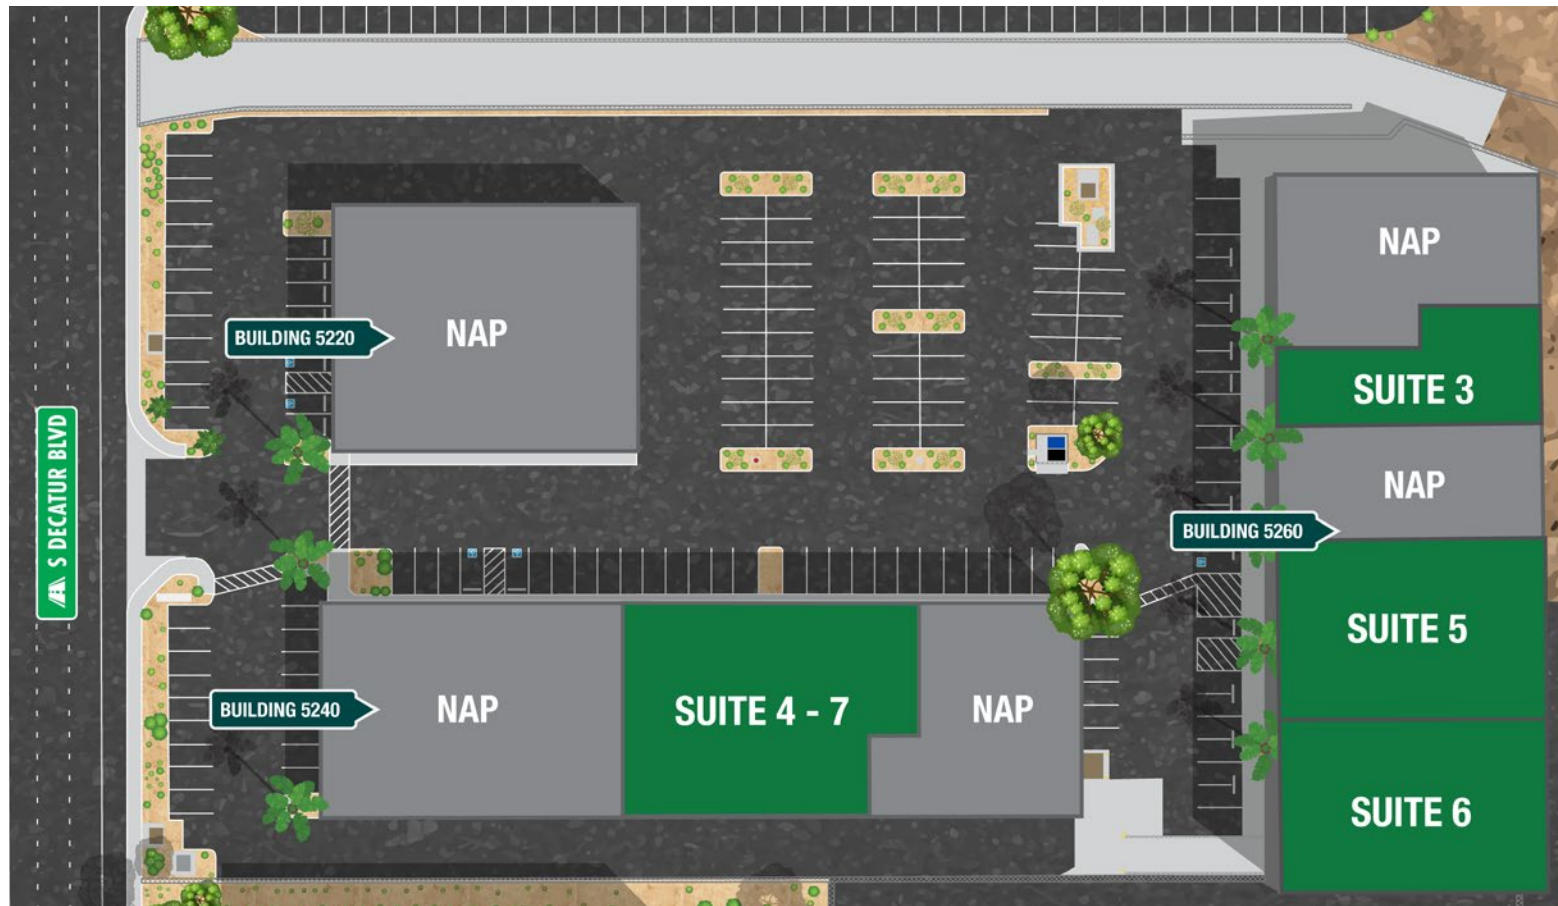 NAP
SUITE 3
BUILDING 5220
NAP
S DECATUR BLVD
NAP
BUILDING 5260
SUITE 5
BUILDING 5240
NAP
SUITE 4 - 7
NAP
SUITE 6